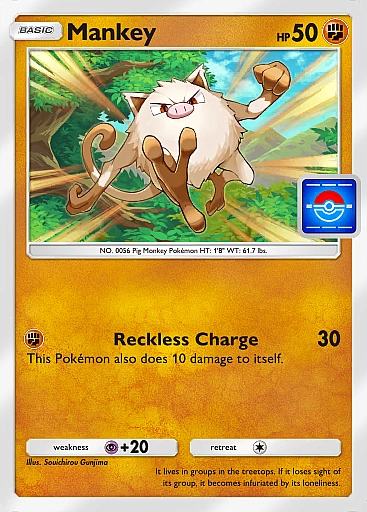 BASIC Mankey HP 50
NO. 0056 Pig Monkey Pokémon HT: 1'8" WT: 61.7 lbs.
Reckless Charge 30
This Pokémon also does 10 damage to itself.
weakness +20 retreat
Illus. Souichirou Gunjima
It lives in groups in the treetops. If it loses sight of
its group, it becomes infuriated by its loneliness.